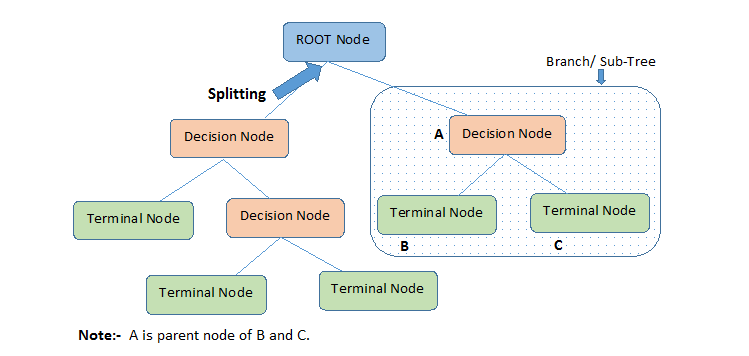 ROOT Node
Branch/ Sub-Tree
Splitting
Decision Node
A Decision Node
Terminal Node
Decision Node
Terminal Node
Terminal Node
B
C
Terminal Node
Terminal Node
Note:- A is parent node of B and C.